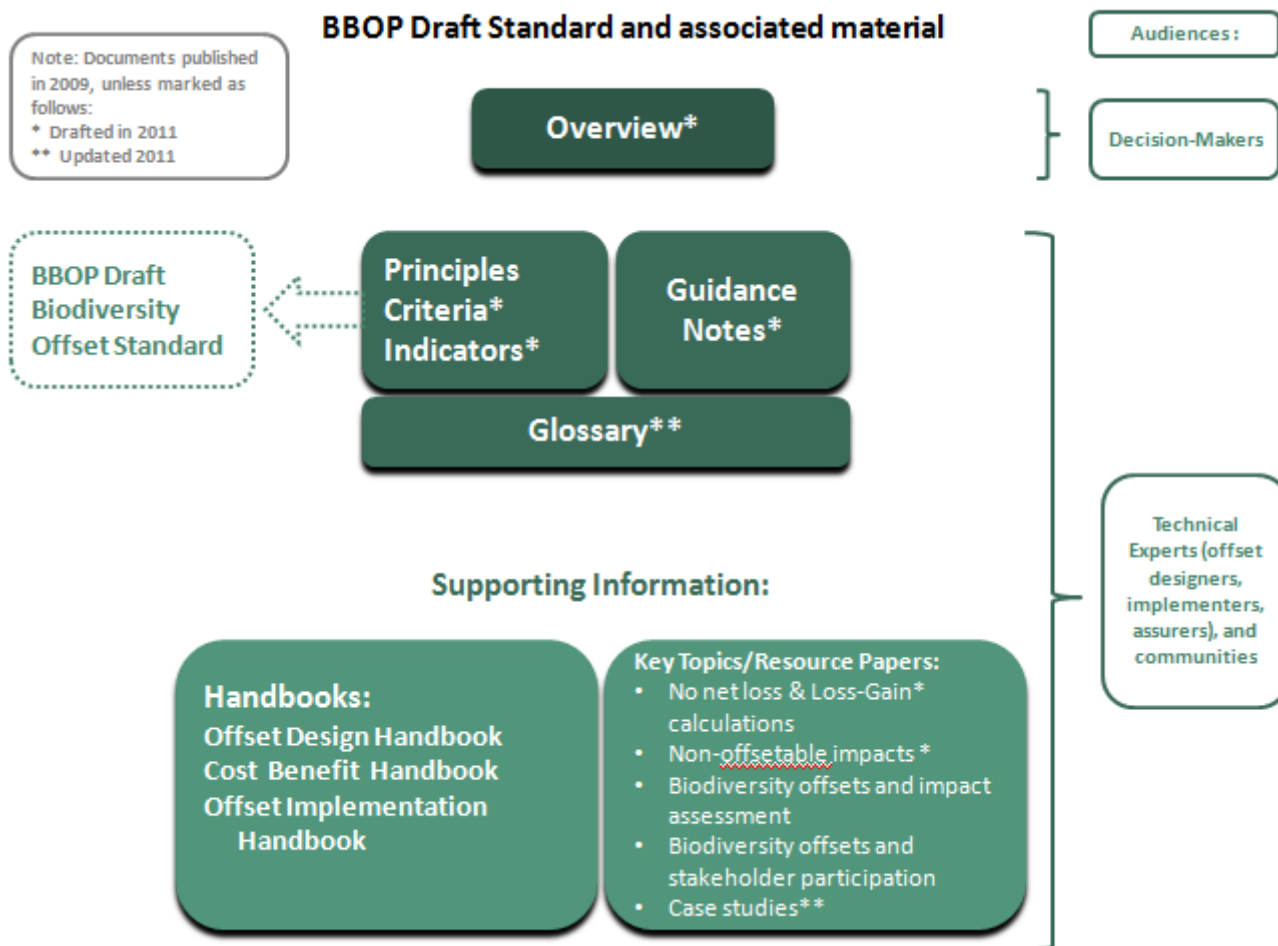 BBOP Draft Standard and associated material
Note: Documents published
in 2009, unless marked as
follows:
* Drafted in 2011
** Updated 2011
Audiences :
Overview*
Decision-Makers
BBOP Draft
Biodiversity
Offset Standard
Principles
Criteria*
Indicators*
Guidance
Notes*
Glossary**
Technical
Experts (offset
designers,
implementers,
assurers), and
communities
Supporting Information:
Handbooks:
Offset Design Handbook
Cost Benefit Handbook
Offset Implementation
Handbook
Key Topics/Resource Papers:
• No net loss & Loss-Gain*
calculations
• Non-offsetable impacts *
• Biodiversity offsets and impact
assessment
• Biodiversity offsets and
stakeholder participation
• Case studies**